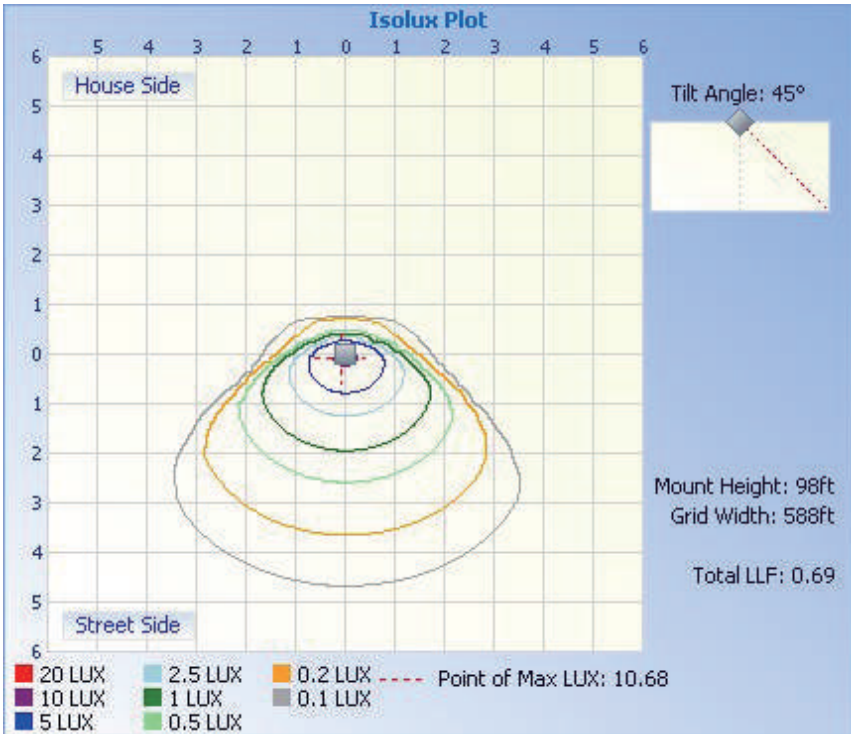 Isolux Plot
5 4 3 2 1 0 1 2 3 4 5 6
6
5
4
3
2
1
0
1
2
3
4
5
6
House Side
Street Side
Tilt Angle: 45°
Mount Height: 98ft
Grid Width: 588ft
Total LLF: 0.69
20 LUX
10 LUX
5 LUX
2.5 LUX
1 LUX
0.5 LUX
0.2 LUX
0.1 LUX
Point of Max LUX: 10.68